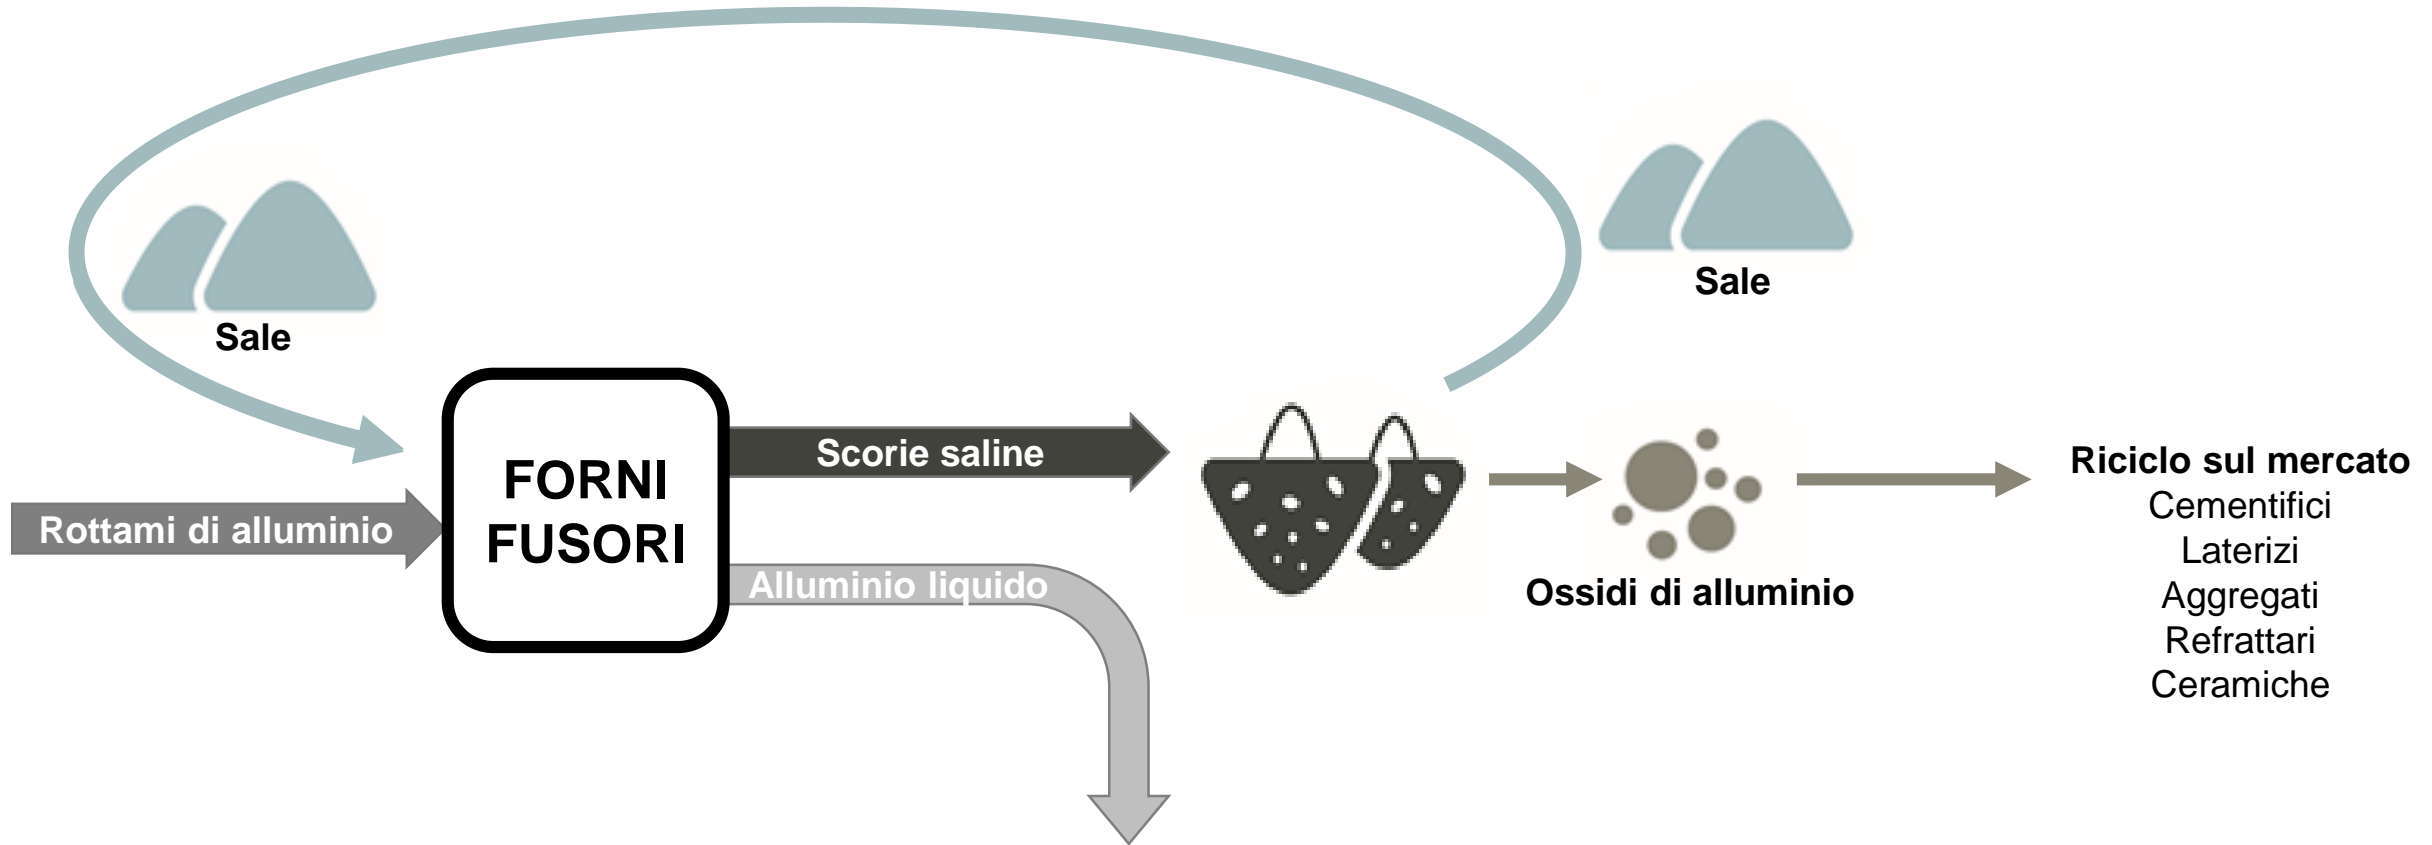 Sale
Sale
FORNI
FUSORI
Rottami di alluminio
Scorie saline
Alluminio liquido
Ossidi di alluminio
Riciclo sul mercato
Cementifici
Laterizi
Aggregati
Refrattari
Ceramiche